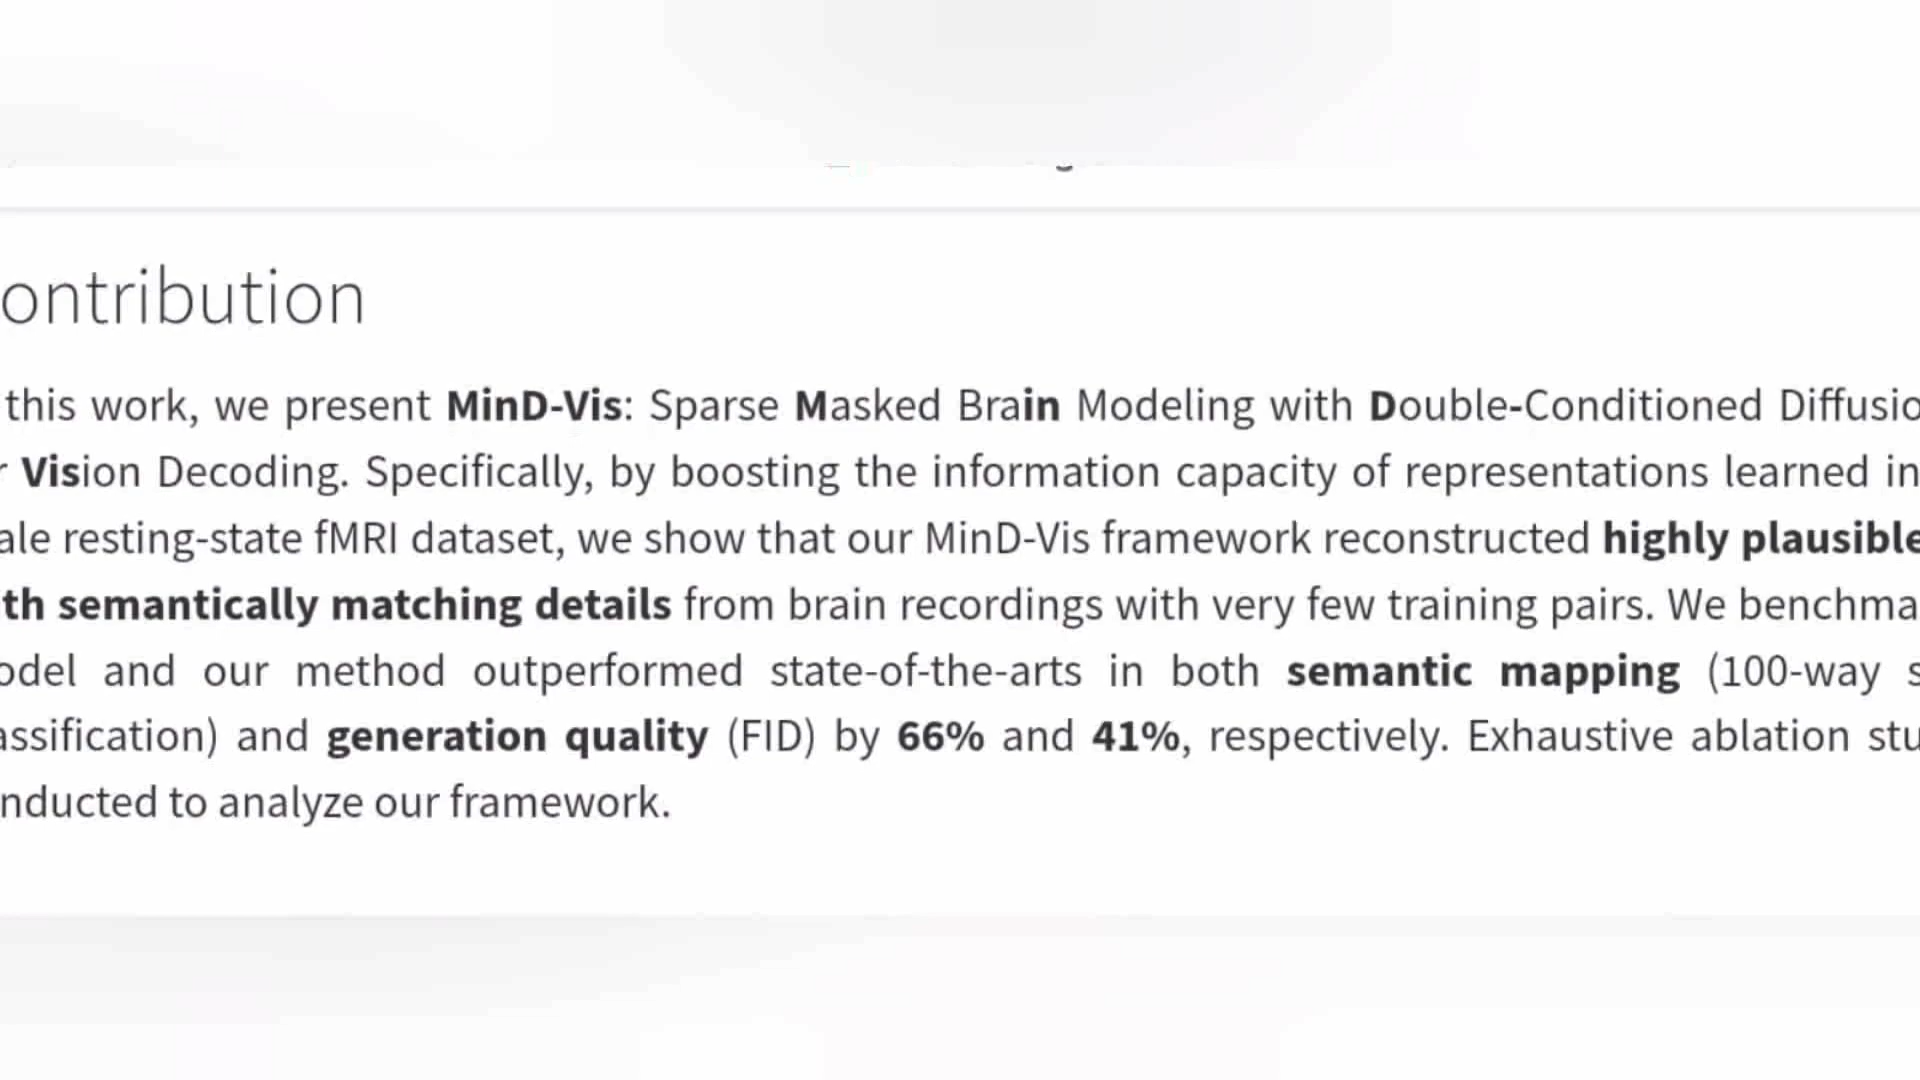 ontribution
this work, we present MinD-Vis: Sparse Masked Brain Modeling with Double-Conditioned Diffusio
r Vision Decoding. Specifically, by boosting the information capacity of representations learned in
ale resting-state fMRI dataset, we show that our MinD-Vis framework reconstructed highly plausible
th semantically matching details from brain recordings with very few training pairs. We benchma
odel and our method outperformed state-of-the-arts in both semantic mapping (100-way s
assification) and generation quality (FID) by 66% and 41%, respectively. Exhaustive ablation stu
nducted to analyze our framework.